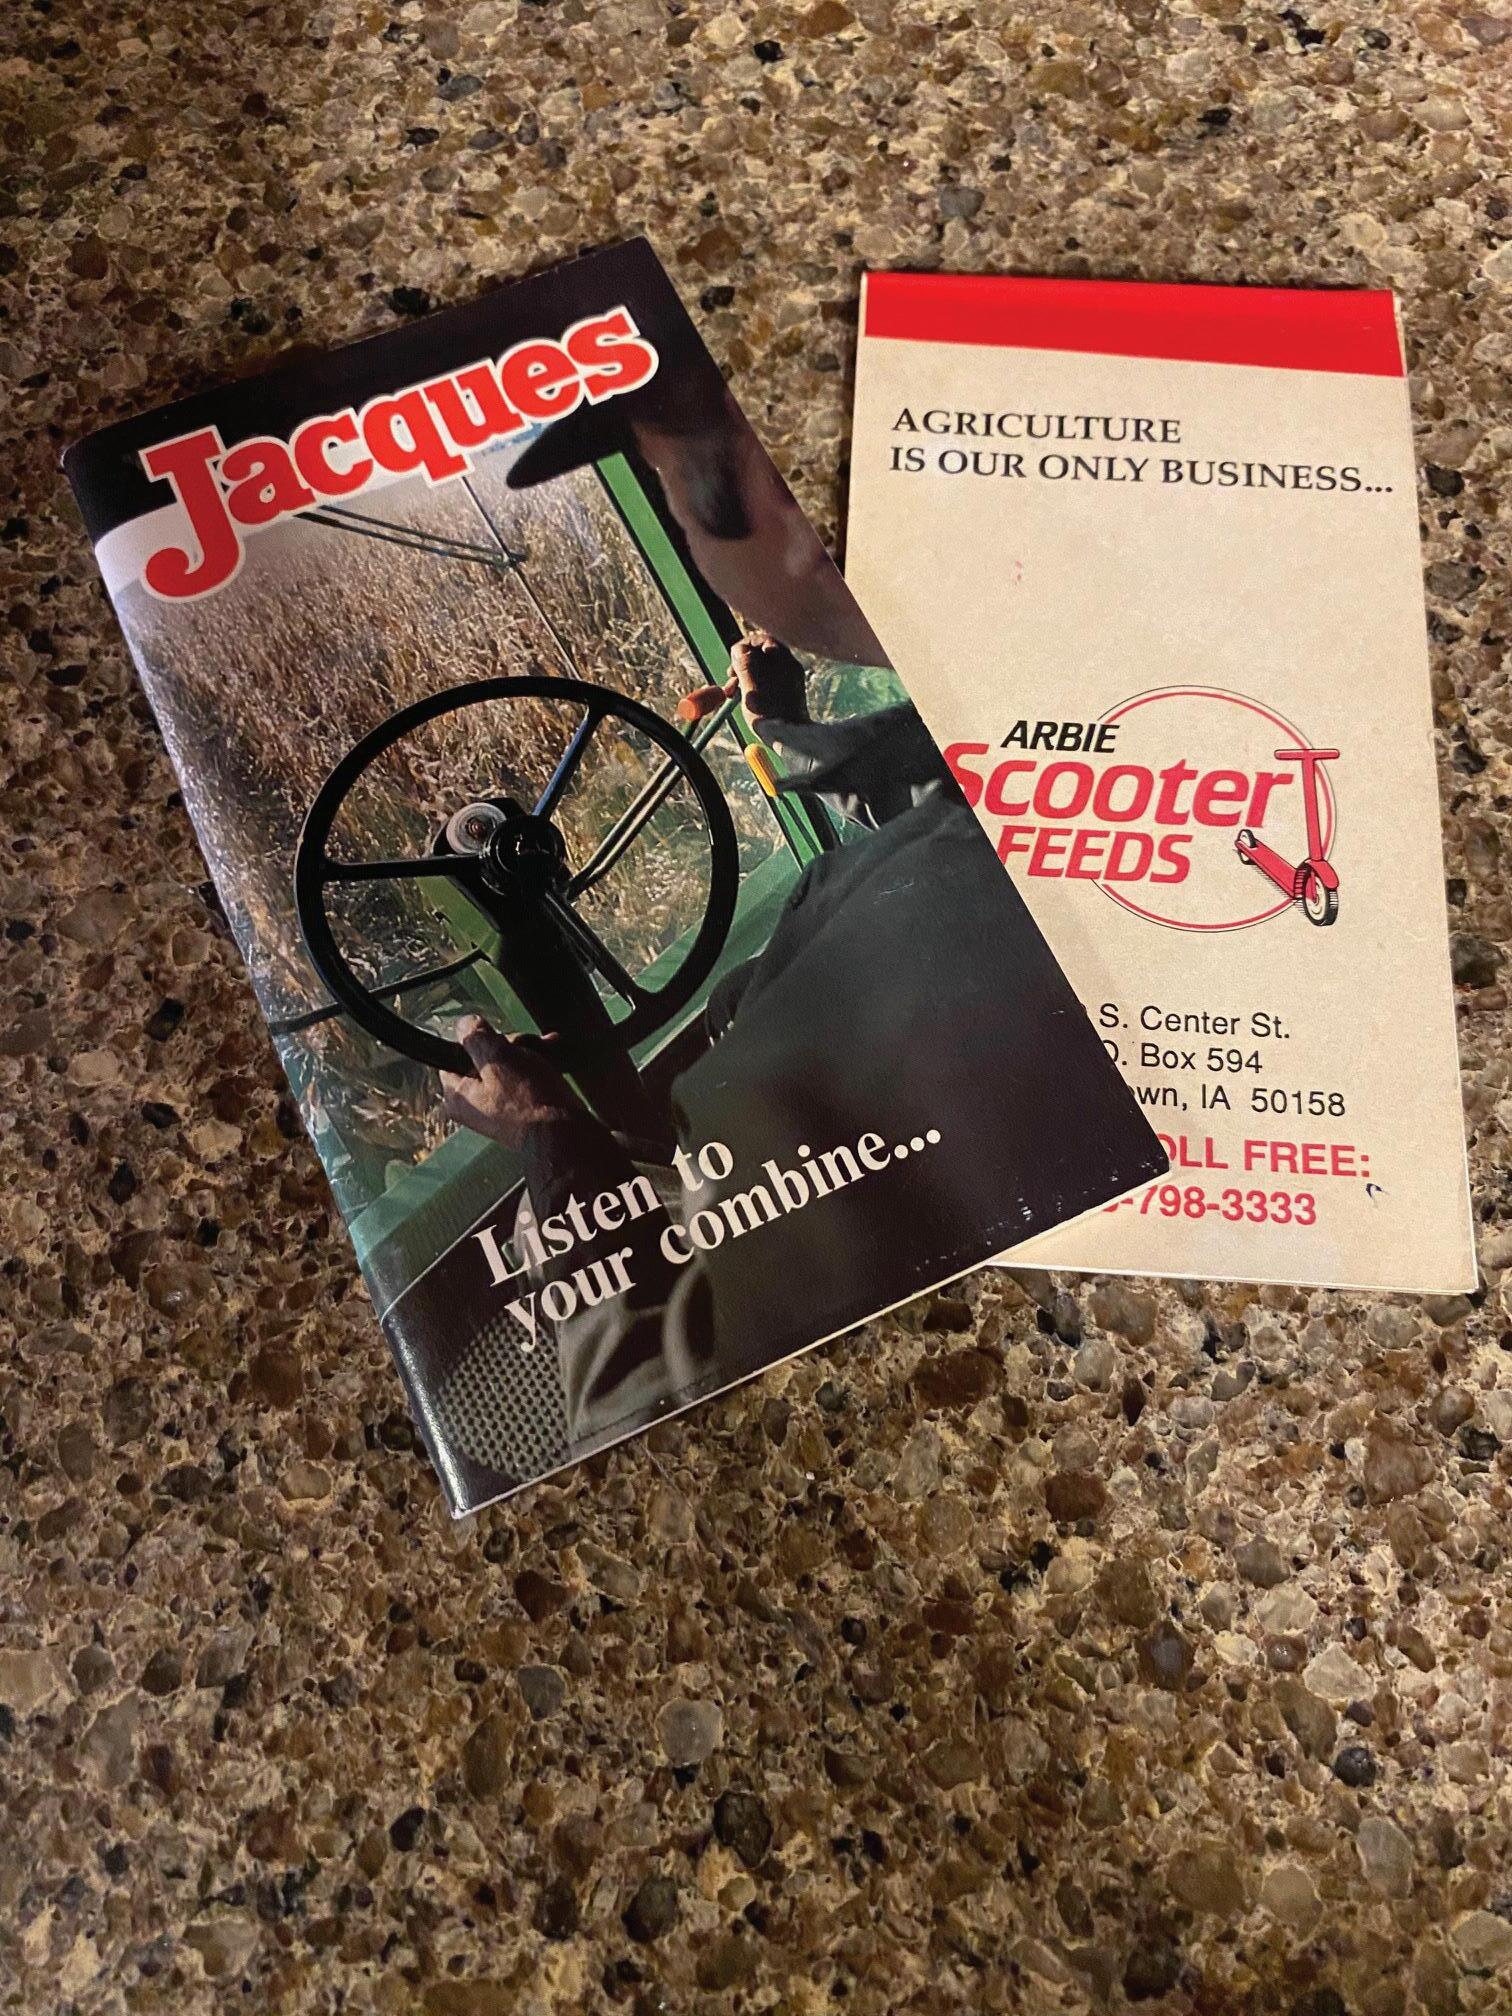 Jacques
Listen to
your combine...
AGRICULTURE
IS OUR ONLY BUSINESS...
ARBIE
Scooter
FEEDS
S. Center St.
Box 594
IA 50158
FREE:
-798-3333